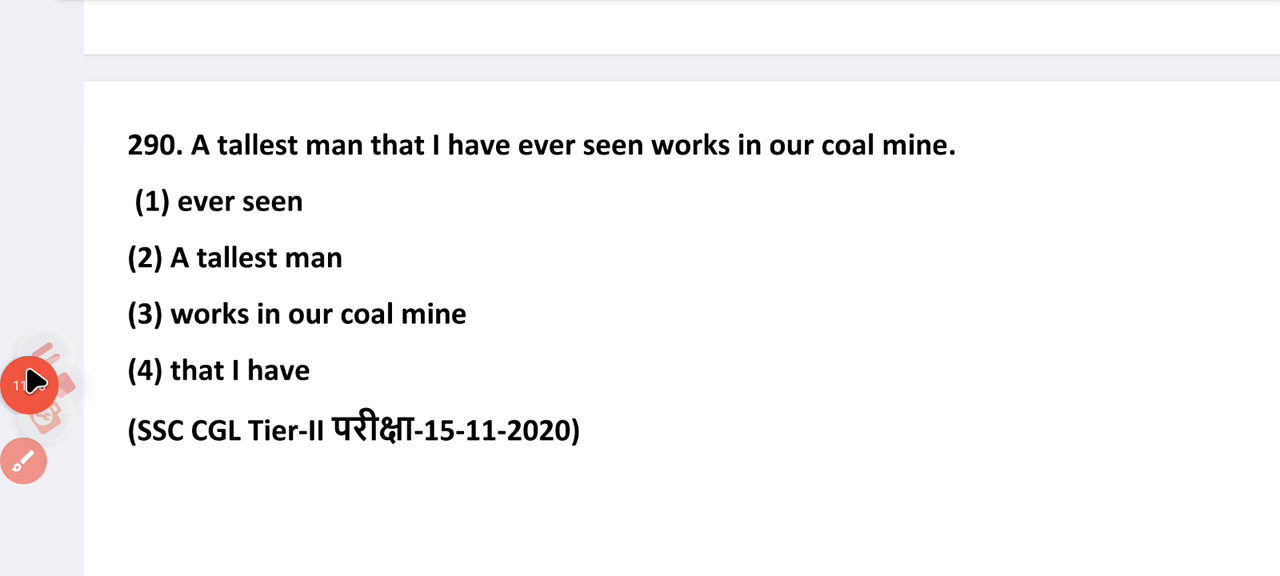 290. A tallest man that I have ever seen works in our coal mine.
(1) ever seen
(2) A tallest man
(3) works in our coal mine
(4) that I have
(SSC CGL Tier-II परीक्षा-15-11-2020)